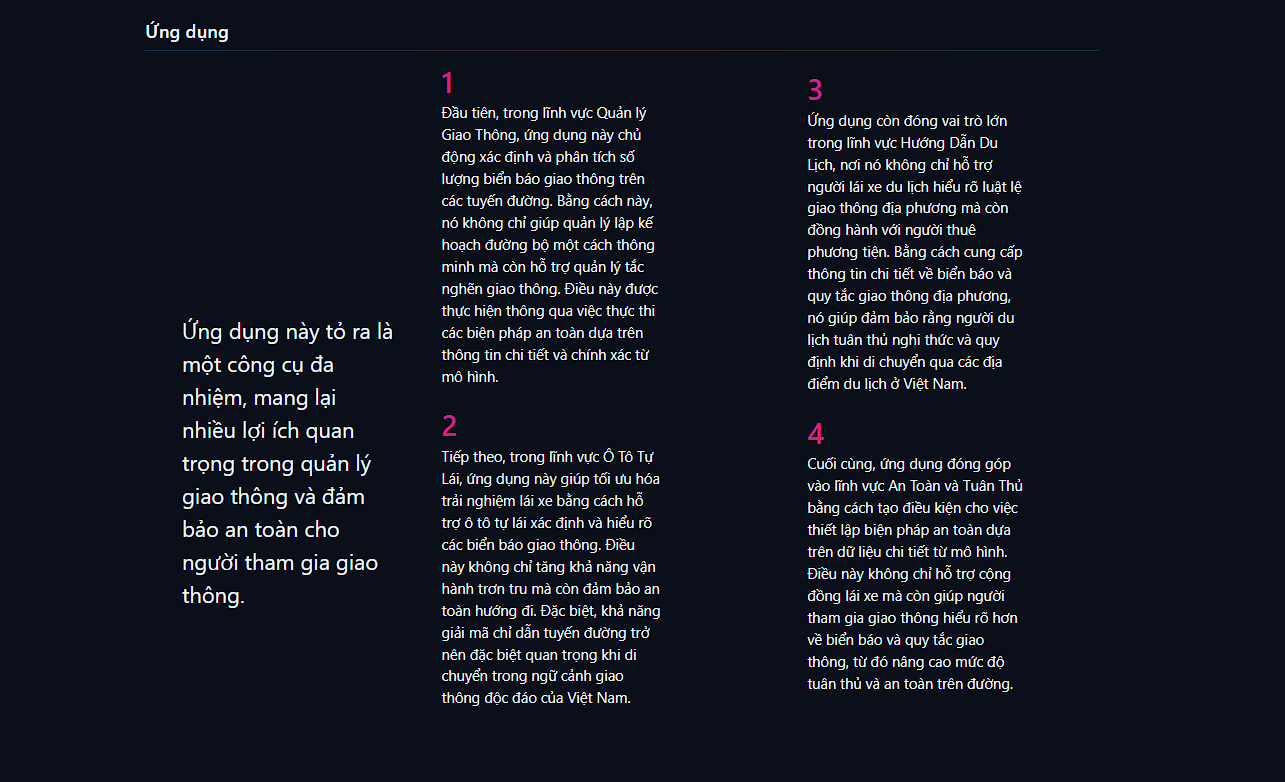 Ứng dụng
Ứng dụng này tỏ ra là
một công cụ đa
nhiệm, mang lại
nhiều lợi ích quan
trọng trong quản lý
giao thông và đảm
bảo an toàn cho
người tham gia giao
thông.
1
Đầu tiên, trong lĩnh vực Quản lý
Giao Thông, ứng dụng này chủ
động xác định và phân tích số
lượng biển báo giao thông trên
các tuyến đường. Bằng cách này,
nó không chỉ giúp quản lý lập kế
hoạch đường bộ một cách thông
minh mà còn hỗ trợ quản lý tắc
nghẽn giao thông. Điều này được
thực hiện thông qua việc thực thi
các biện pháp an toàn dựa trên
thông tin chi tiết và chính xác từ
mô hình.
2
Tiếp theo, trong lĩnh vực Ô Tô Tự
Lái, ứng dụng này giúp tối ưu hóa
trải nghiệm lái xe bằng cách hỗ
trợ ô tô tự lái xác định và hiểu rõ
các biển báo giao thông. Điều
này không chỉ tăng khả năng vận
hành trơn tru mà còn đảm bảo an
toàn hướng đi. Đặc biệt, khả năng
giải mã chỉ dẫn tuyến đường trở
nên đặc biệt quan trọng khi di
chuyển trong ngữ cảnh giao
thông độc đáo của Việt Nam.
3
Ứng dụng còn đóng vai trò lớn
trong lĩnh vực Hướng Dẫn Du
Lịch, nơi nó không chỉ hỗ trợ
người lái xe du lịch hiểu rõ luật lệ
giao thông địa phương mà còn
đồng hành với người thuê
phương tiện. Bằng cách cung cấp
thông tin chi tiết về biển báo và
quy tắc giao thông địa phương,
nó giúp đảm bảo rằng người du
lịch tuân thủ nghi thức và quy
định khi di chuyển qua các địa
điểm du lịch ở Việt Nam.
4
Cuối cùng, ứng dụng đóng góp
vào lĩnh vực An Toàn và Tuân Thủ
bằng cách tạo điều kiện cho việc
thiết lập biện pháp an toàn dựa
trên dữ liệu chi tiết từ mô hình.
Điều này không chỉ hỗ trợ cộng
đồng lái xe mà còn giúp người
tham gia giao thông hiểu rõ hơn
về biển báo và quy tắc giao
thông, từ đó nâng cao mức độ
tuân thủ và an toàn trên đường.